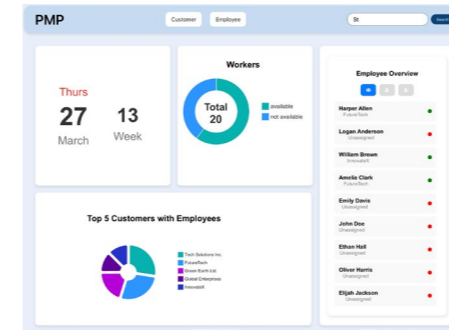 PMP
Customer
Employee
St
Thurs
27
March
13
Week
Workers
Total
20
available
not available
Top 5 Customers with Employees
Tech Solutions Inc.
FutureTech
Green Earth Ltd.
Global Enterprises
InnovateX
Employee Overview
Harper Allen
FutureTech
Logan Anderson
Unassigned
William Brown
InnovateX
Amelia Clark
FutureTech
Emily Davis
Unassigned
John Doe
Unassigned
Ethan Hall
Unassigned
Oliver Harris
Unassigned
Elijah Jackson
Unassigned